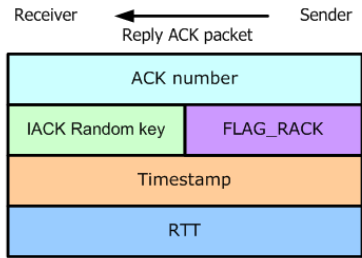 Receiver Sender
Reply ACK packet
ACK number
IACK Random key FLAG_RACK
Timestamp
RTT